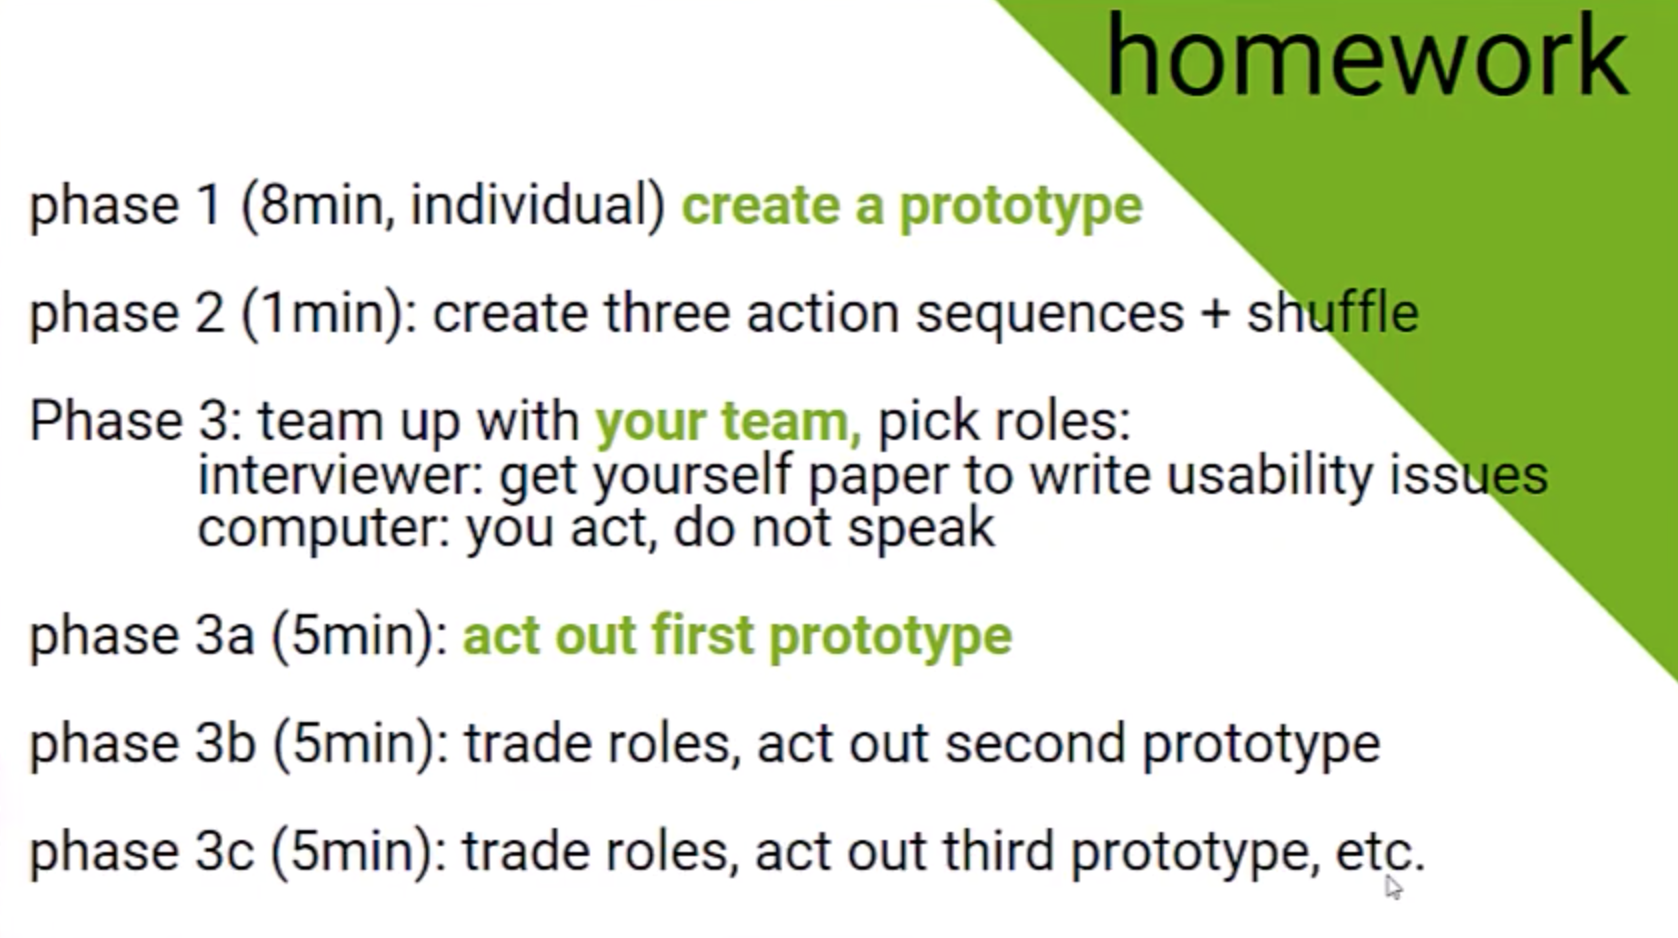 homework
phase 1 (8min, individual) create a prototype
phase 2 (1min): create three action sequences + shuffle
Phase 3: team up with your team, pick roles:
interviewer: get yourself paper to write usability issues
computer: you act, do not speak
phase 3a (5min): act out first prototype
phase 3b (5min): trade roles, act out second prototype
phase 3c (5min): trade roles, act out third prototype, etc.